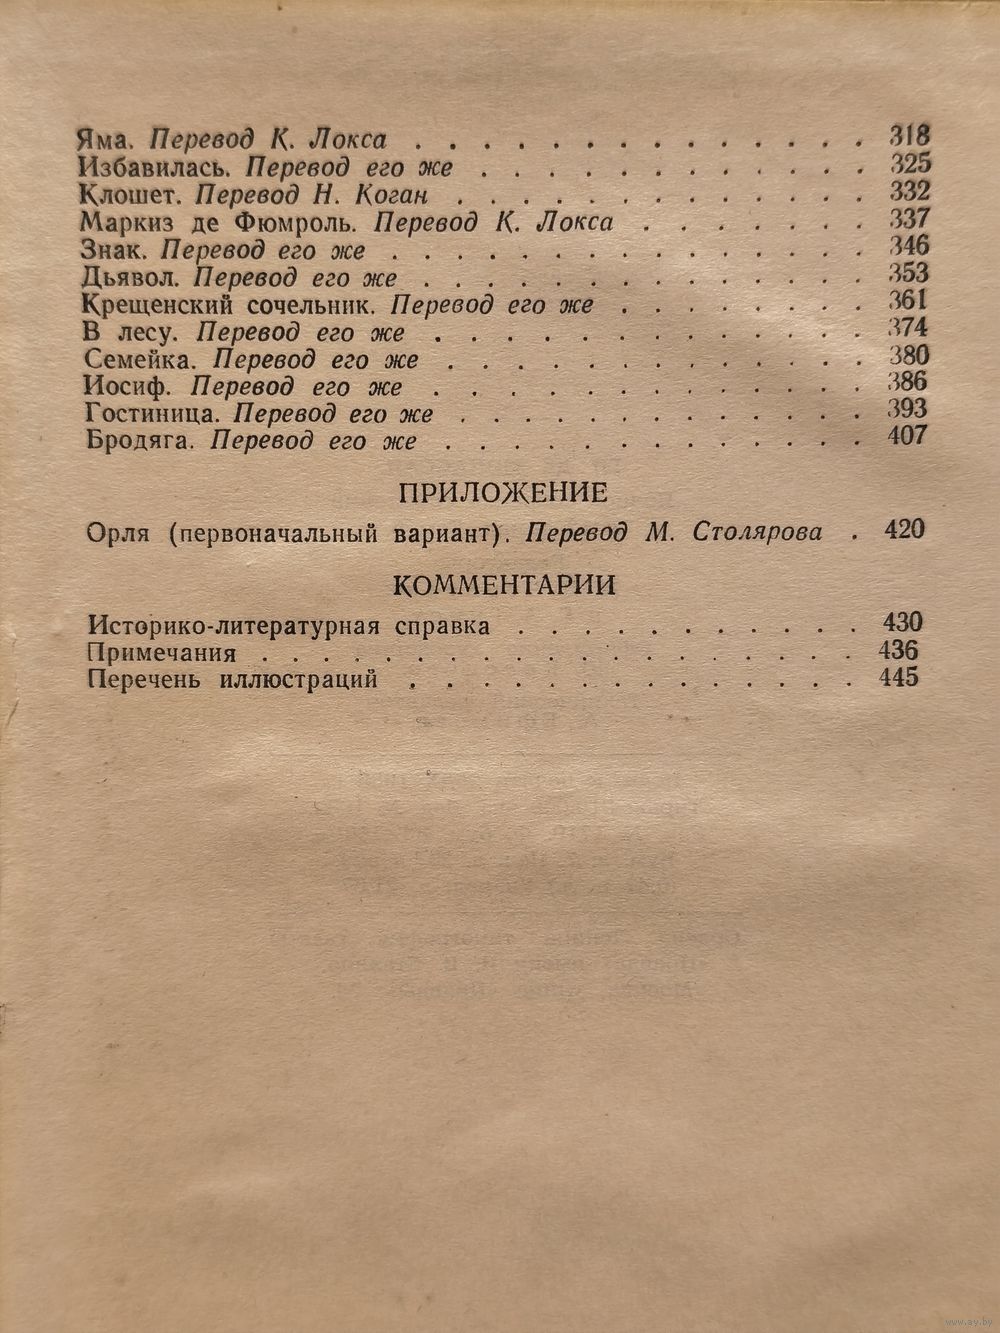 Яма. Перевод К. Локса . . . . . . . . . . . . . 318
Избавилась. Перевод его же . . . . . . . . . . . . 325
Клошет. Перевод Н. Коган . . . . . . . . . . . . 332
Маркиз де Фюмроль. Перевод К. Локса . . . . . . . 337
Знак. Перевод его же . . . . . . . . . . . . . . 346
Дьявол. Перевод его же . . . . . . . . . . . . . 353
Крещенский сочельник. Перевод его же . . . . . . . 361
В лесу. Перевод его же . . . . . . . . . . . . . 374
Семейка. Перевод его же . . . . . . . . . . . . 380
Иосиф. Перевод его же . . . . . . . . . . . . . 386
Гостиница. Перевод его же . . . . . . . . . . . . 393
Бродяга. Перевод его же . . . . . . . . . . . . 407
ПРИЛОЖЕНИЕ
Орля (первоначальный вариант). Перевод М. Столярова . 420
КОММЕНТАРИИ
Историко-литературная справка . . . . . . . . . . 430
Примечания . . . . . . . . . . . . . . . . . . 436
Перечень иллюстраций . . . . . . . . . . . . . 445
www.ay.by